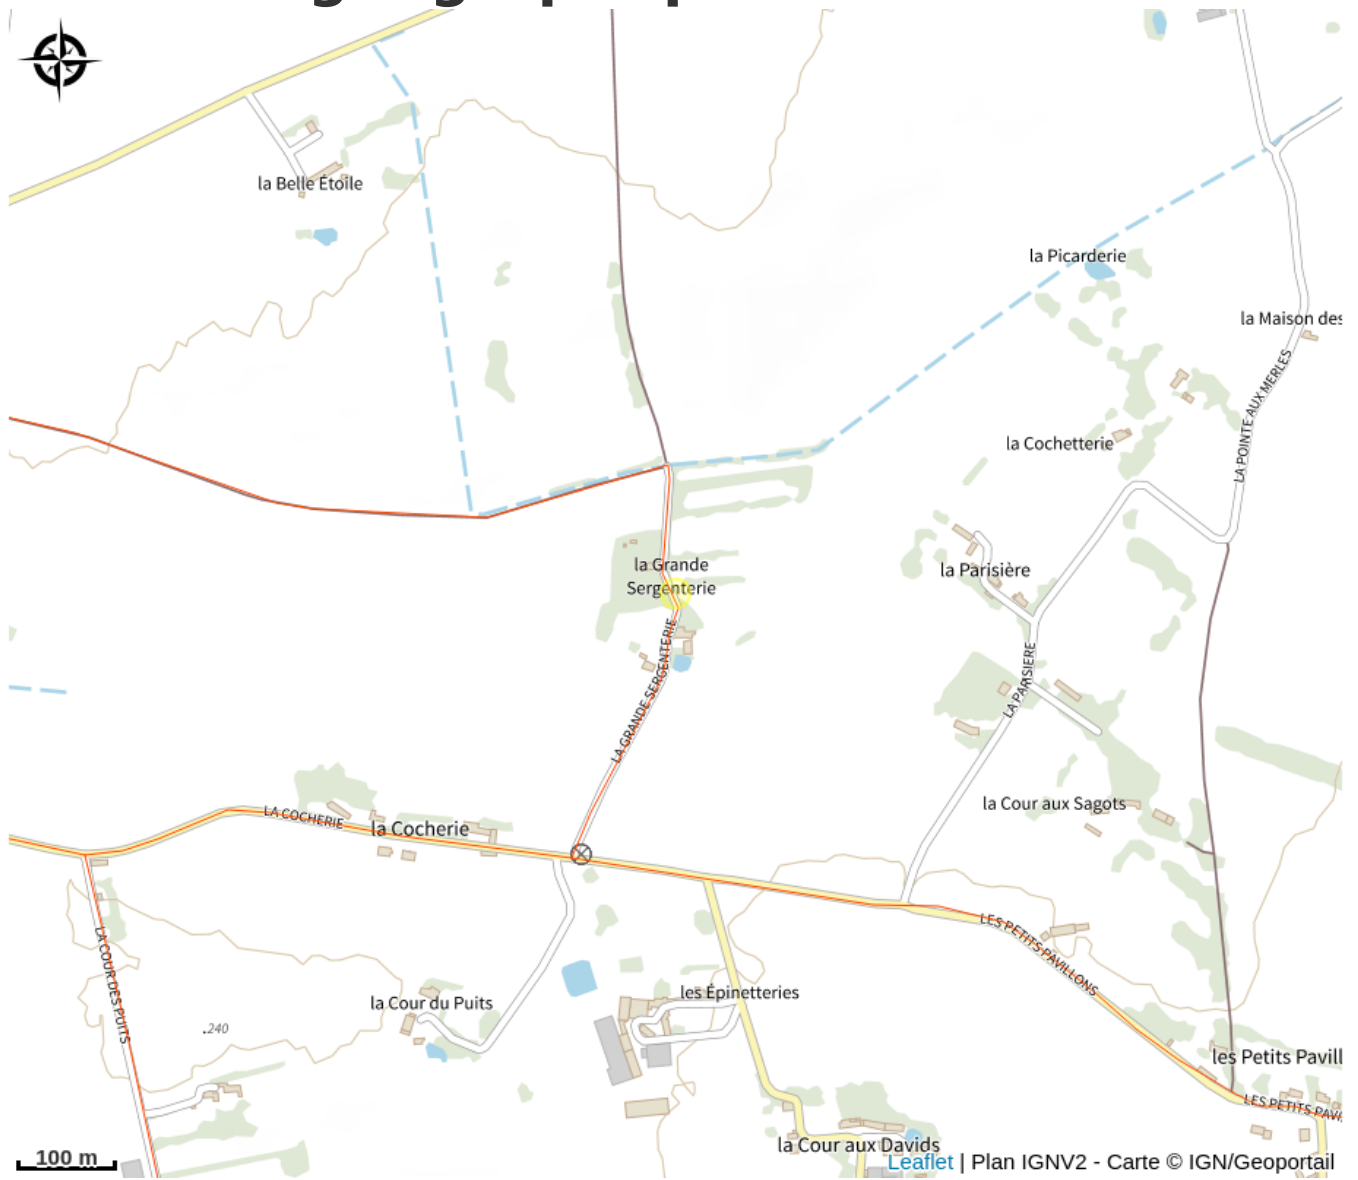 la Belle Étoile
la Picarderie
la Maison des
LA POINTE AUX MERLES
la Cochetterie
la Grande
Sergenterie
la Parisière
LA GRANDE SERGENTERIE
LA PARISIERE
la Cour aux Sagots
LA COCHERIE
la Cocherie
LES PETITS PAVILLONS
LA COUR DES PUITS
la Cour du Puits
les Épinetteries
.240
les Petits Pavill
LES PETITS PAVI
la Cour aux Davids
100 m
Leaflet | Plan IGNV2 - Carte © IGN/Geoportail